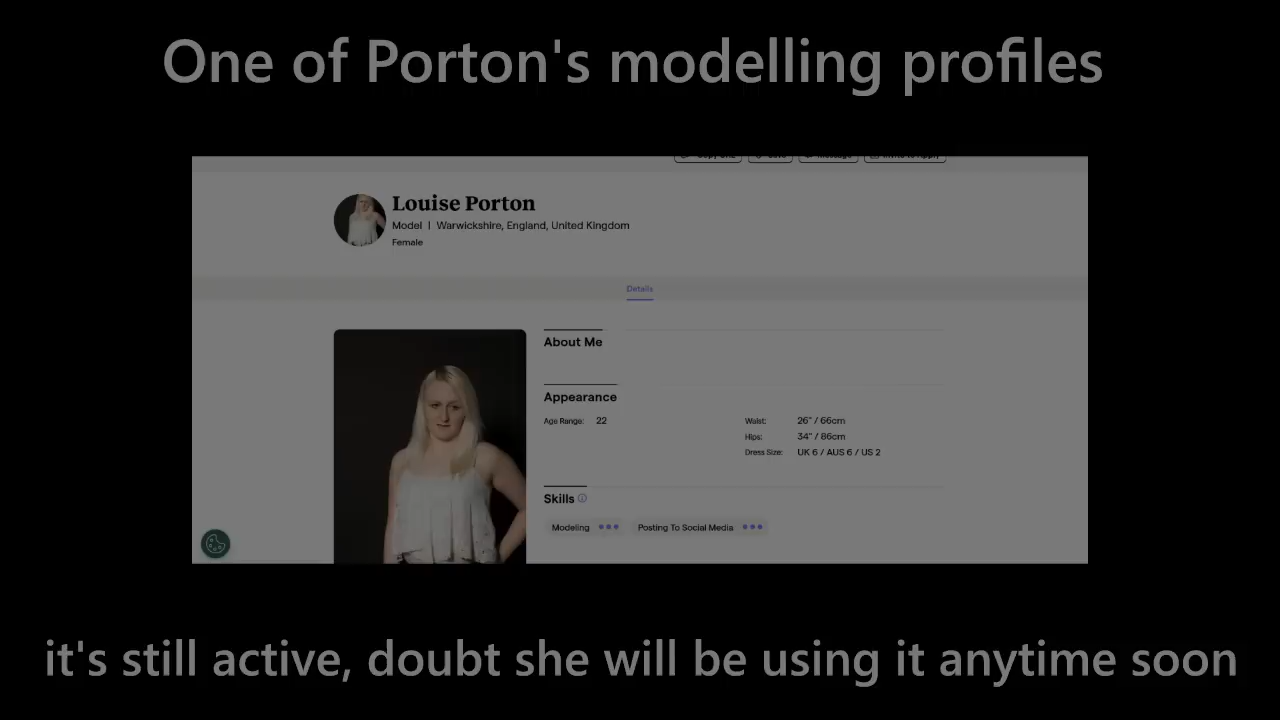 One of Porton's modelling profiles
Louise Porton
Model | Warwickshire, England, United Kingdom
Female
Details
About Me
Appearance
Age Range: 22
Waist: 26" / 66cm
Hips: 34" / 86cm
Dress Size: UK 6 / AUS 6 / US 2
Skills
Modeling
Posting To Social Media
it's still active, doubt she will be using it anytime soon